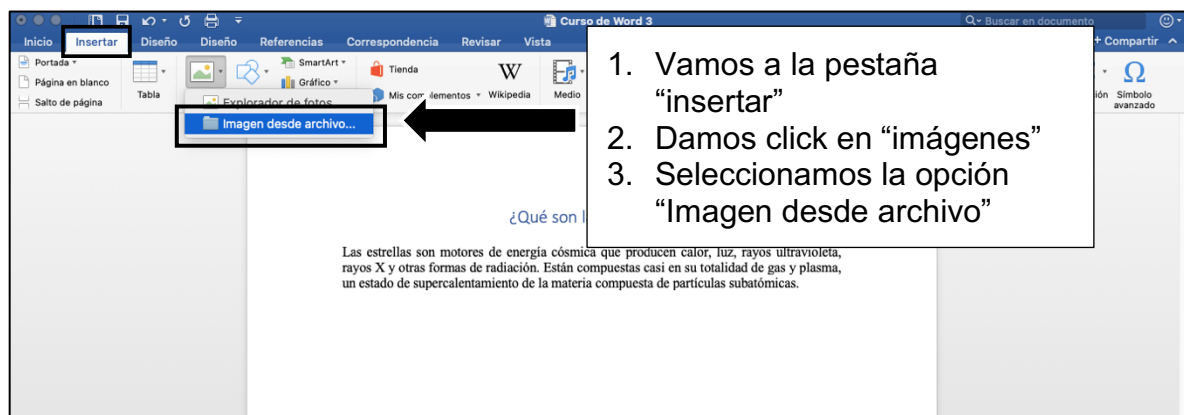 Curso de Word 3
Buscar en documento
Inicio Insertar Diseño Diseño Referencias Correspondencia Revisar Vista
+ Compartir
Portada
Página en blanco
Salto de página
Tabla
SmartArt
Gráfico
Tienda
Mis complementos
W
Wikipedia
Medio
Ω
Símbolo
avanzado
Explorador de fotos...
Imagen desde archivo...
1. Vamos a la pestaña
“insertar”
2. Damos click en “imágenes”
3. Seleccionamos la opción
“Imagen desde archivo”
¿Qué son
Las estrellas son motores de energía cósmica que producen calor, luz, rayos ultravioleta,
rayos X y otras formas de radiación. Están compuestas casi en su totalidad de gas y plasma,
un estado de supercalentamiento de la materia compuesta de partículas subatómicas.